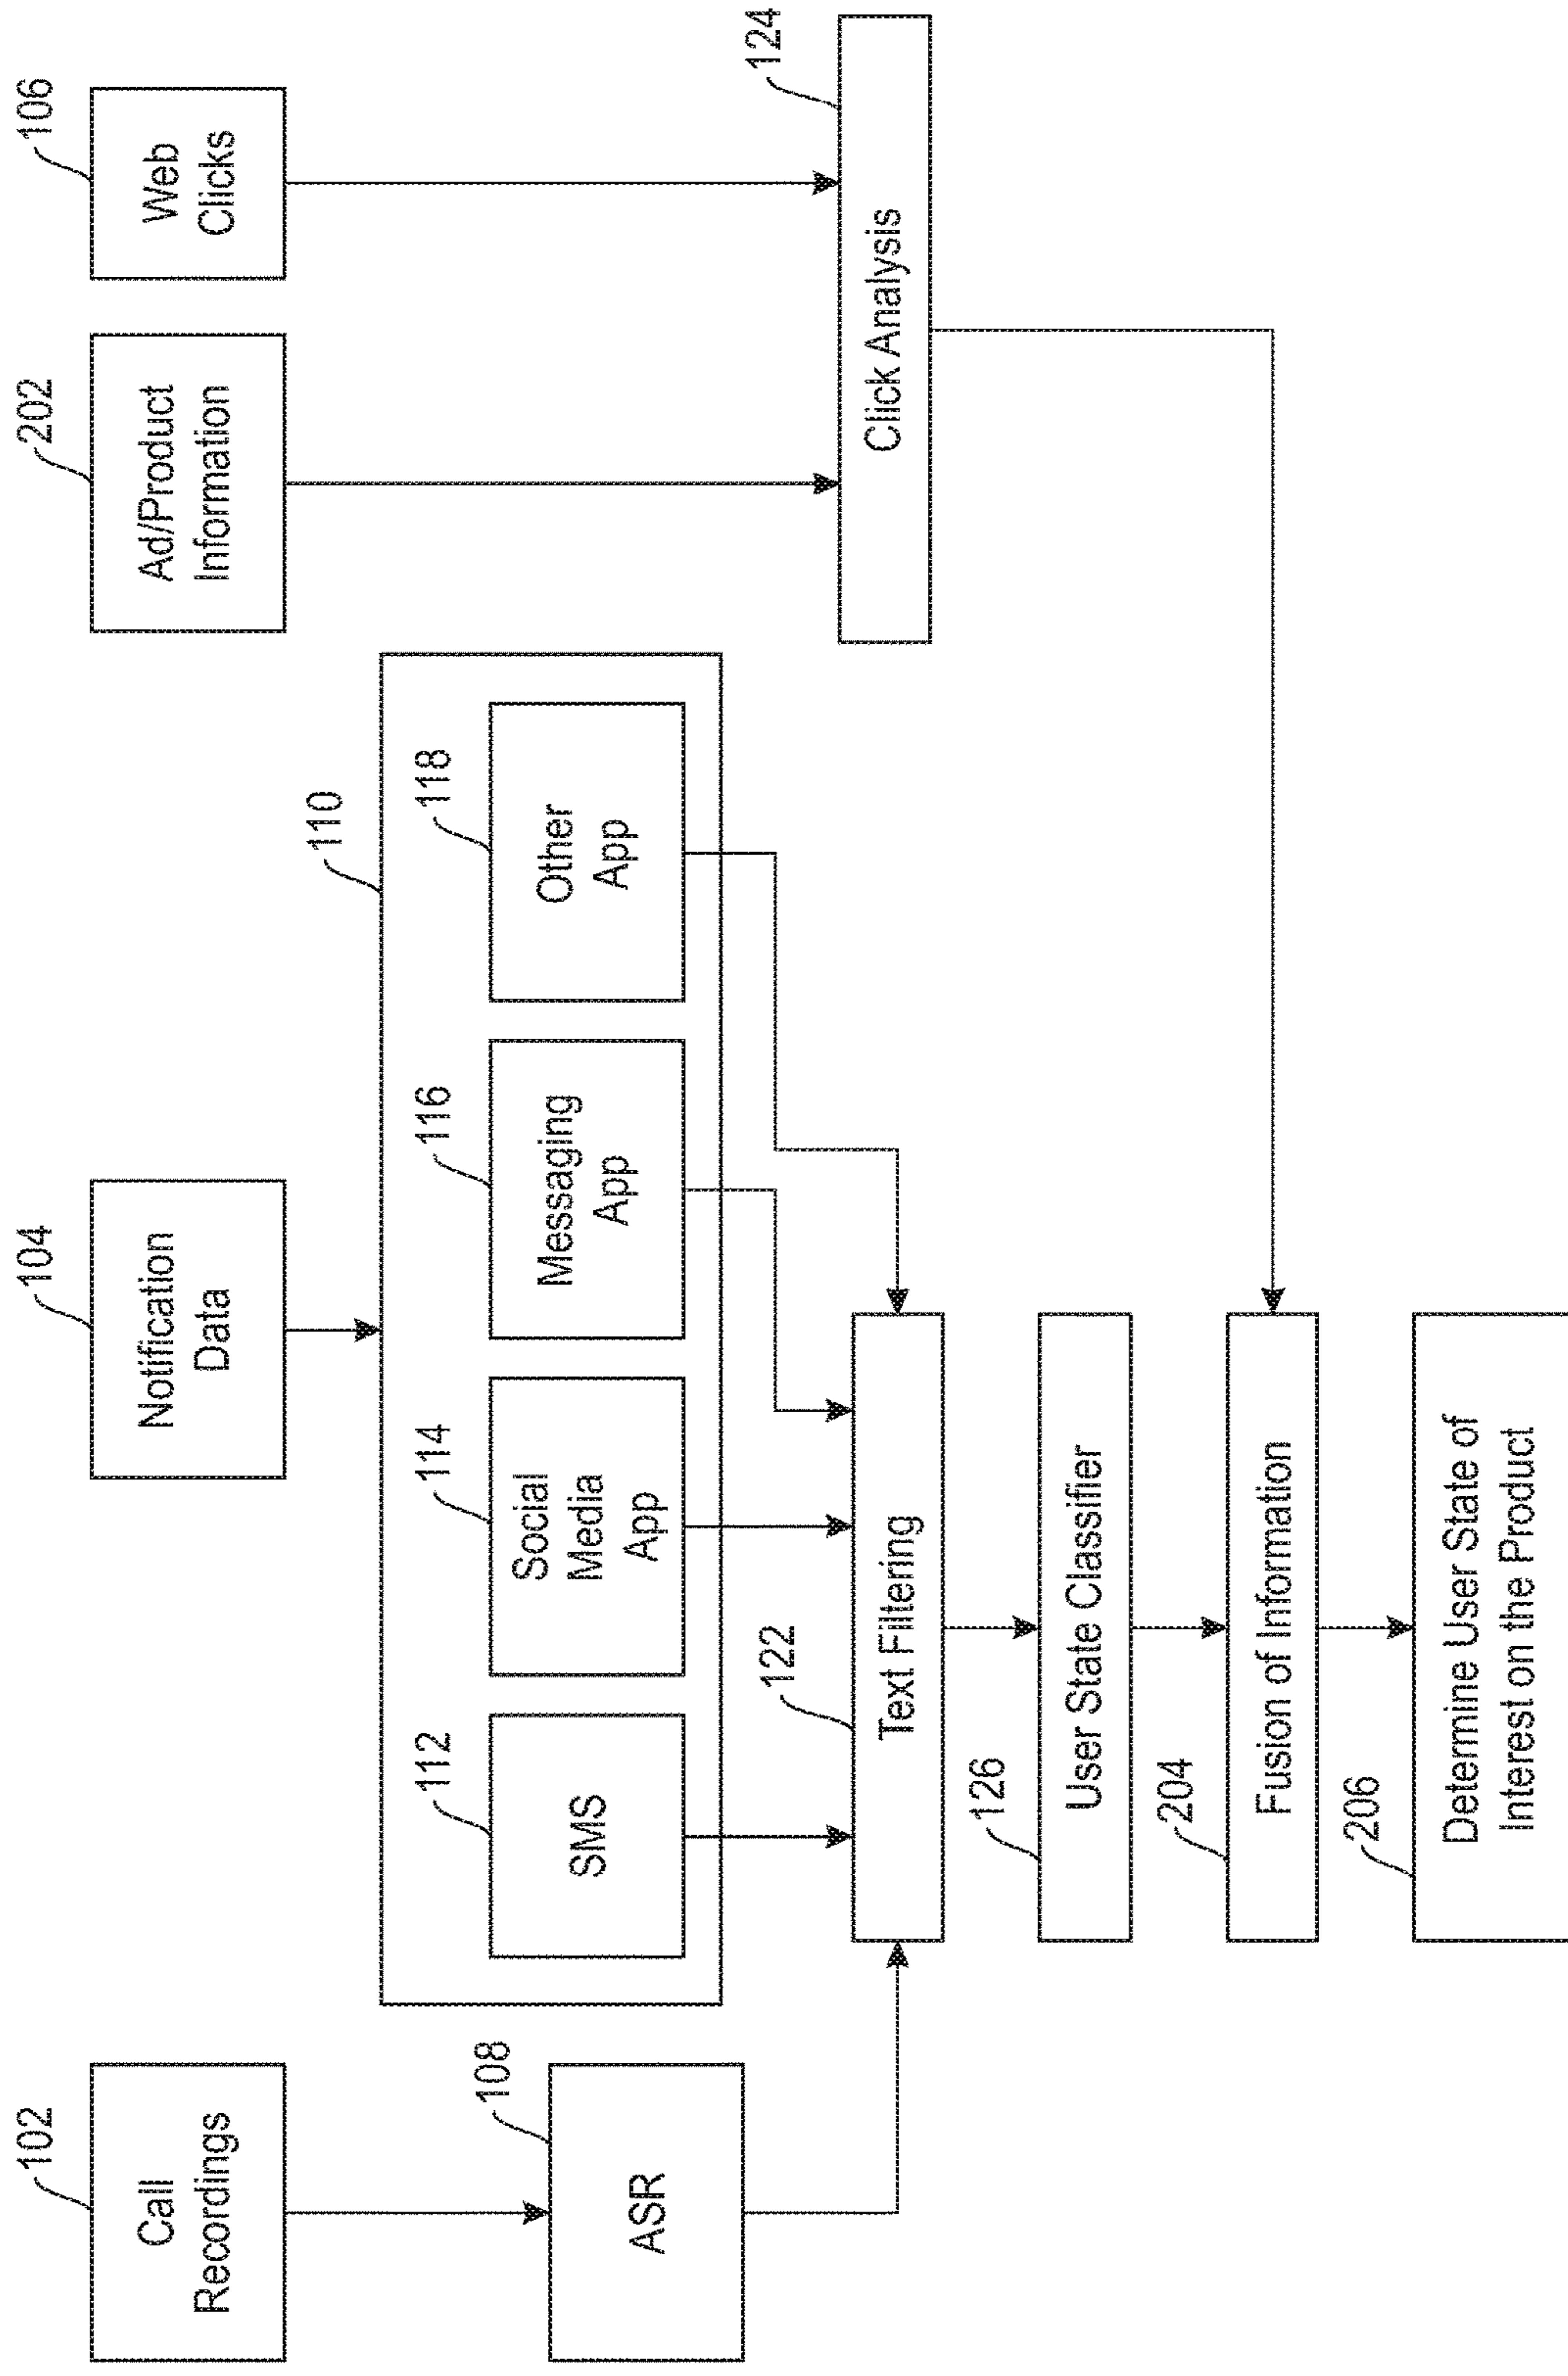 102
Call
Recordings
104
Notification
Data
202
Ad/Product
Information
106
Web
Clicks
110
108
ASR
112
SMS
114
Social
Media
App
116
Messaging
App
118
Other
App
122
Text Filtering
124
Click Analysis
126
User State Classifier
204
Fusion of Information
206
Determine User State of
Interest on the Product